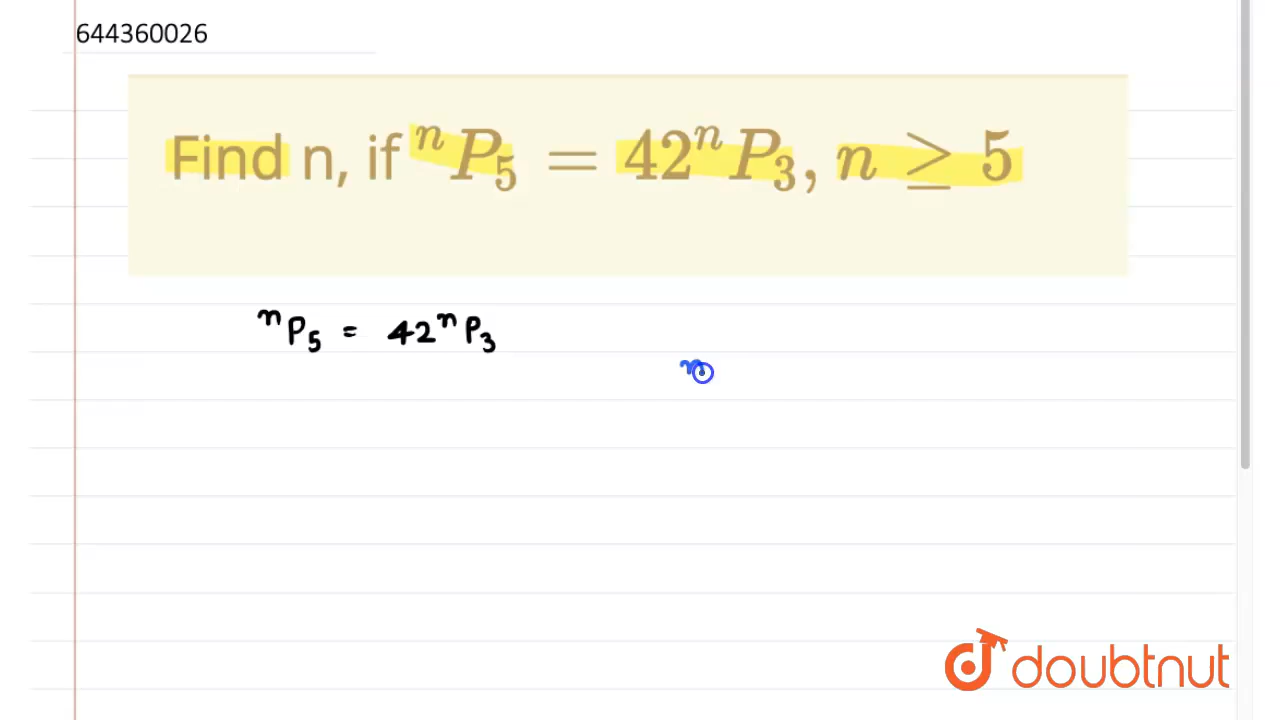 644360026
Find n, if ⁿP₅ = 42ⁿP₃, n ≥ 5
ⁿP₅ = 42ⁿP₃
n
doubtnut